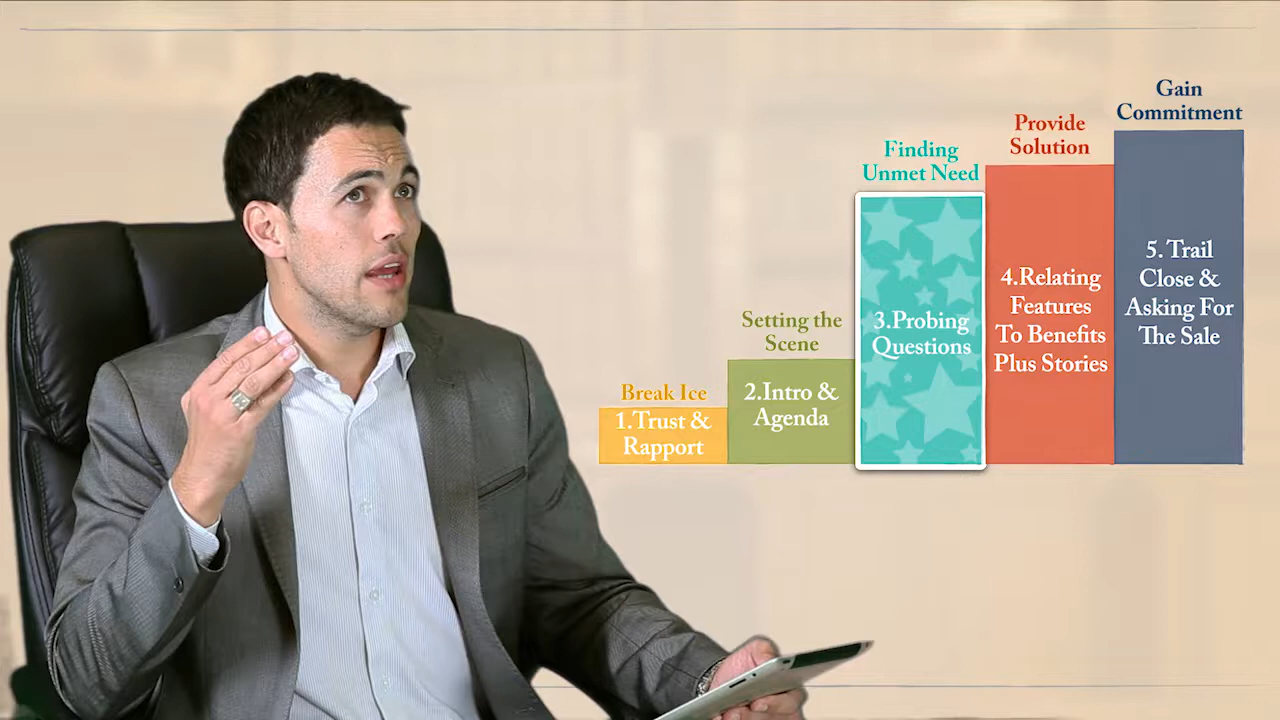 Break Ice
1.Trust &
Rapport
Setting the
Scene
2.Intro &
Agenda
Finding
Unmet Need
3.Probing
Questions
Provide
Solution
4.Relating
Features
To Benefits
Plus Stories
Gain
Commitment
5. Trail
Close &
Asking For
The Sale